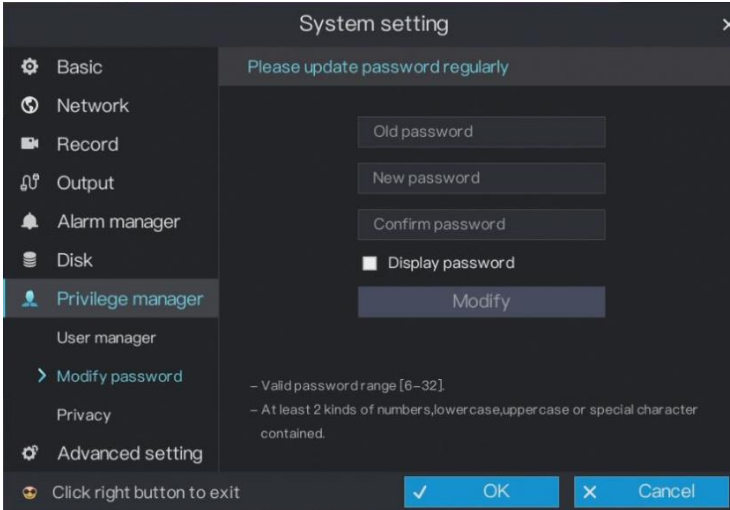 System setting
Basic
Network
Record
Output
Alarm manager
Disk
Privilege manager
User manager
Modify password
Privacy
Advanced setting
Please update password regularly
Old password
New password
Confirm password
Display password
Modify
- Valid password range [6-32].
- At least 2 kinds of numbers,lowercase,uppercase or special character
contained.
Click right button to exit
OK
Cancel